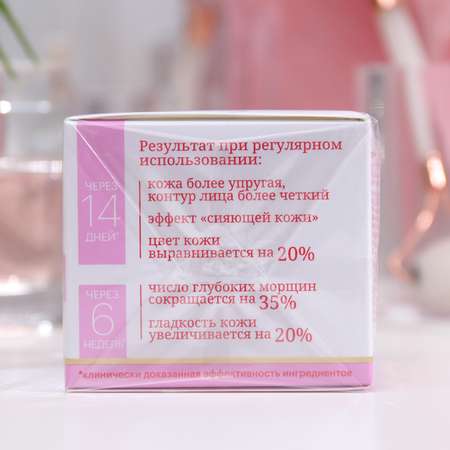 Результат при регулярном
использовании:
ЧЕРЕЗ
14
ДНЕЙ*
кожа более упругая,
контур лица более четкий
эффект «сияющей кожи»
цвет кожи
выравнивается на 20%
ЧЕРЕЗ
6
НЕДЕЛЬ*
число глубоких морщин
сокращается на 35%
гладкость кожи
увеличивается на 20%
*клинически доказанная эффективность ингредиентов